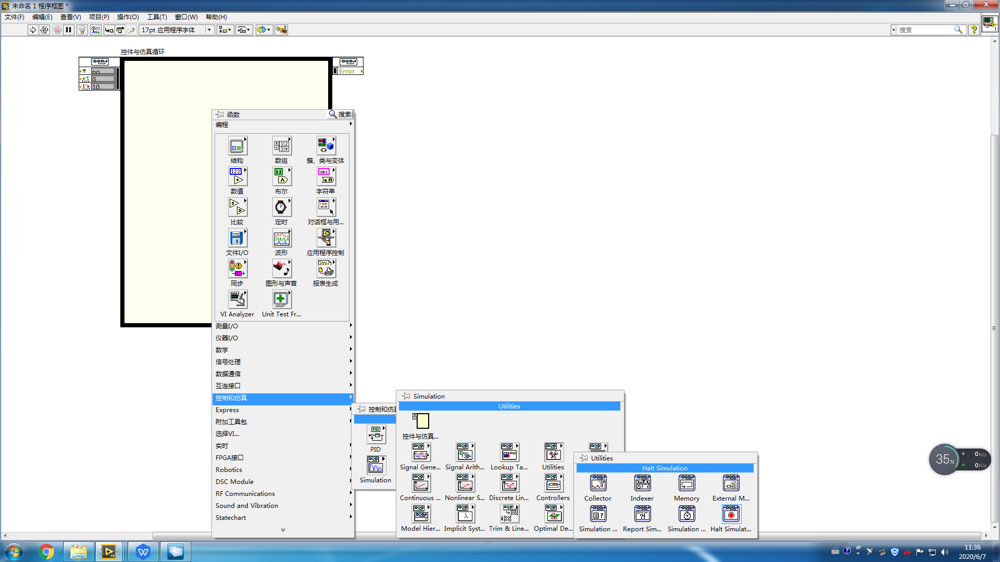 未命名 1 程序框图 *
文件(F) 编辑(E) 查看(V) 项目(P) 操作(O) 工具(T) 窗口(W) 帮助(H)
17pt 应用程序字体
搜索
控件与仿真循环
no
0
10
Error
函数 搜索
编程
结构 数组 簇、类与变体
数值 布尔 字符串
比较 定时 对话框与用...
文件I/O 波形 应用程序控制
同步 图形与声音 报表生成
VI Analyzer Unit Test Fr...
测量I/O
仪器I/O
数学
信号处理
数据通信
互连接口
控制和仿真
Express
附加工具包
选择VI...
实时
FPGA接口
Robotics
DSC Module
RF Communications
Sound and Vibration
Statechart
控制和仿真
PID
Simulation
Simulation
Utilities
控件与仿真...
Signal Gene... Signal Arith... Lookup Ta... Utilities
Continuous ... Nonlinear S... Discrete Lin... Controllers
Model Hier... Implicit Syst... Trim & Line... Optimal De...
Utilities
Halt Simulation
Collector Indexer Memory External M...
Simulation ... Report Sim... Simulation ... Halt Simulat...
35%
0K/s
0K/s
11:36
2020/6/7